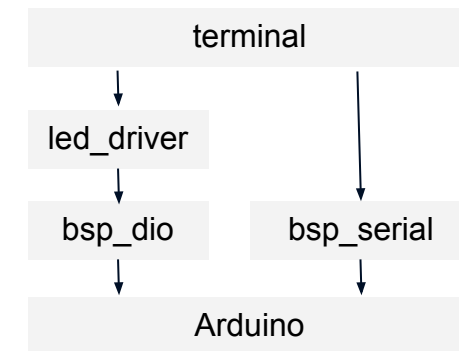 terminal
led_driver
bsp_dio
bsp_serial
Arduino